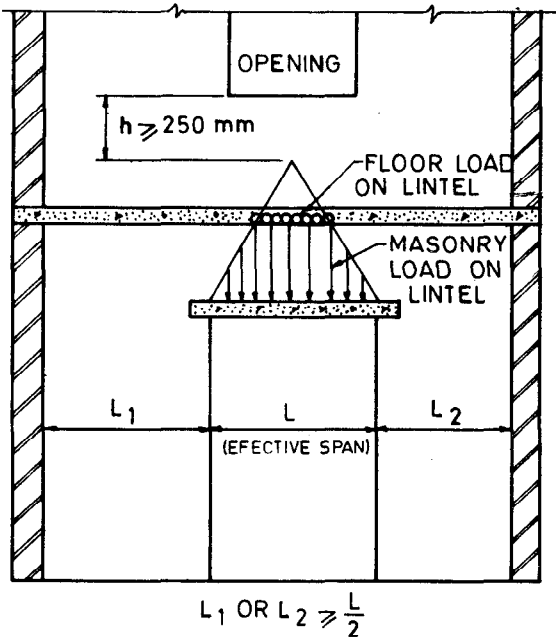 OPENING
h ⩾ 250 mm
FLOOR LOAD
ON LINTEL
MASONRY
LOAD ON
LINTEL
L₁
L
L₂
(EFECTIVE SPAN)
L₁ OR L₂ ⩾ L/2